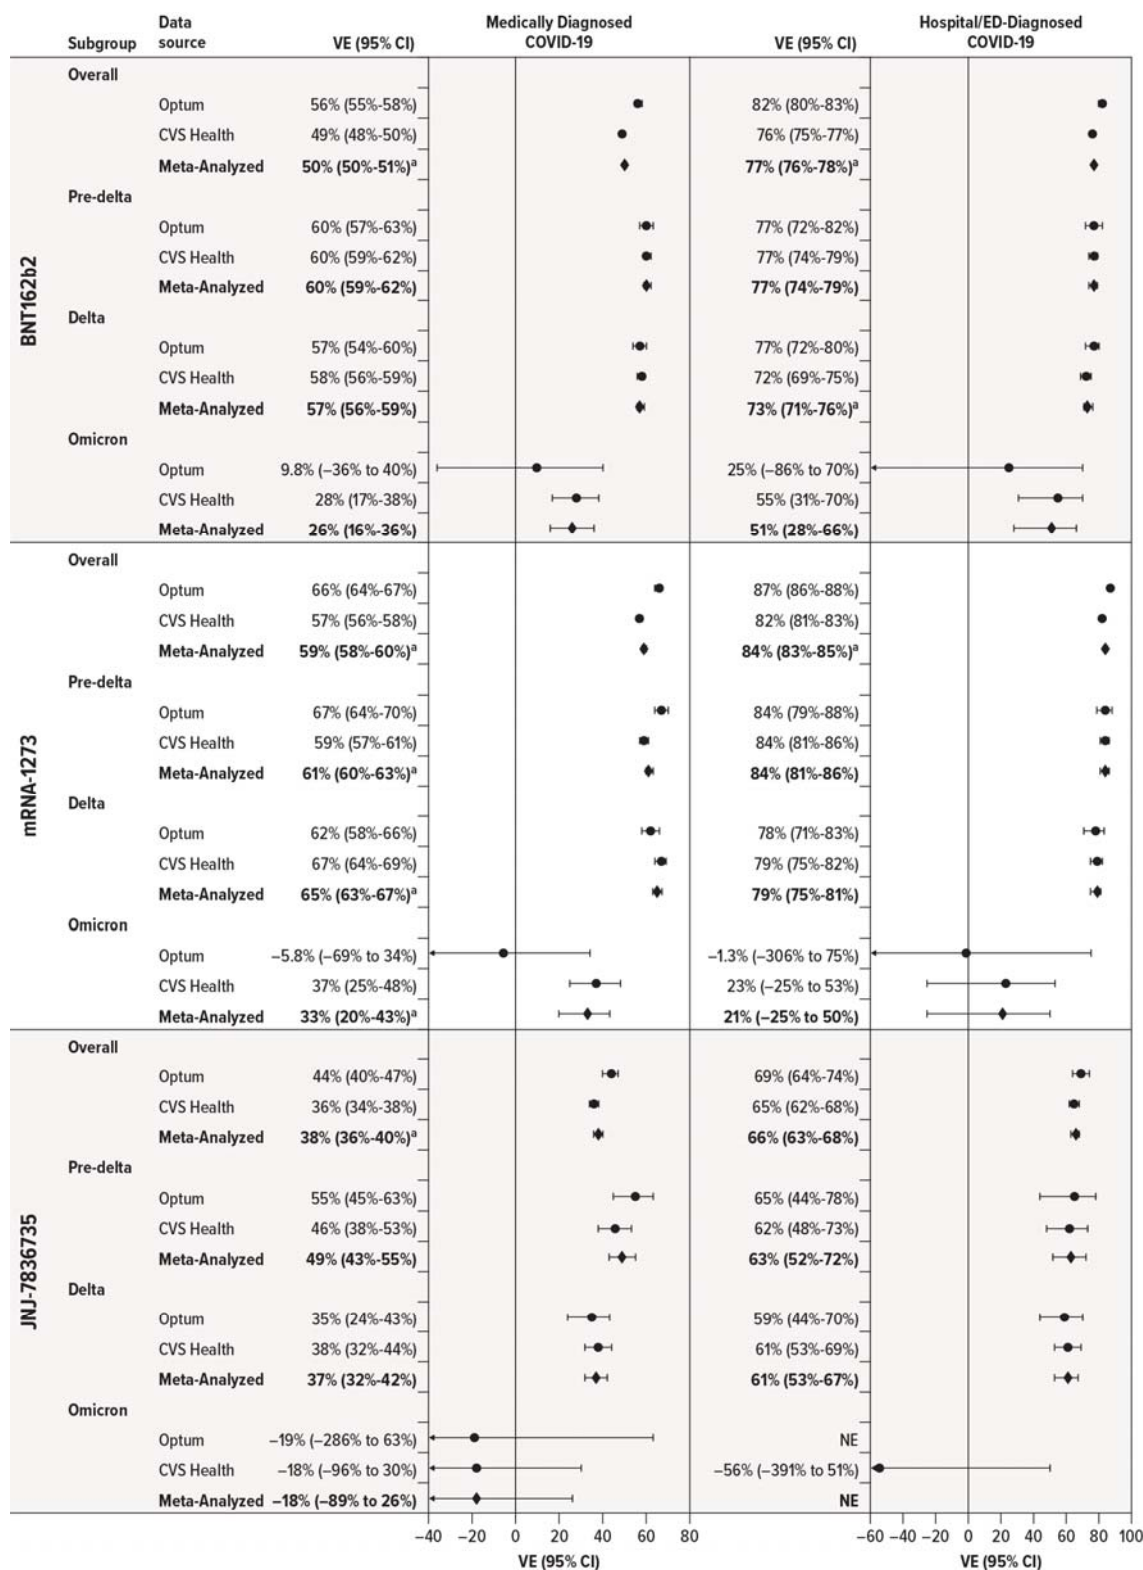 Subgroup Data source VE (95% CI) Medically Diagnosed COVID-19 VE (95% CI) Hospital/ED-Diagnosed COVID-19
BNT162b2
Overall
Optum 56% (55%-58%) 82% (80%-83%)
CVS Health 49% (48%-50%) 76% (75%-77%)
Meta-Analyzed 50% (50%-51%)ᵃ 77% (76%-78%)ᵃ
Pre-delta
Optum 60% (57%-63%) 77% (72%-82%)
CVS Health 60% (59%-62%) 77% (74%-79%)
Meta-Analyzed 60% (59%-62%) 77% (74%-79%)
Delta
Optum 57% (54%-60%) 77% (72%-80%)
CVS Health 58% (56%-59%) 72% (69%-75%)
Meta-Analyzed 57% (56%-59%) 73% (71%-76%)ᵃ
Omicron
Optum 9.8% (−36% to 40%) 25% (−86% to 70%)
CVS Health 28% (17%-38%) 55% (31%-70%)
Meta-Analyzed 26% (16%-36%) 51% (28%-66%)
mRNA-1273
Overall
Optum 66% (64%-67%) 87% (86%-88%)
CVS Health 57% (56%-58%) 82% (81%-83%)
Meta-Analyzed 59% (58%-60%)ᵃ 84% (83%-85%)ᵃ
Pre-delta
Optum 67% (64%-70%) 84% (79%-88%)
CVS Health 59% (57%-61%) 84% (81%-86%)
Meta-Analyzed 61% (60%-63%)ᵃ 84% (81%-86%)
Delta
Optum 62% (58%-66%) 78% (71%-83%)
CVS Health 67% (64%-69%) 79% (75%-82%)
Meta-Analyzed 65% (63%-67%)ᵃ 79% (75%-81%)
Omicron
Optum −5.8% (−69% to 34%) −1.3% (−306% to 75%)
CVS Health 37% (25%-48%) 23% (−25% to 53%)
Meta-Analyzed 33% (20%-43%)ᵃ 21% (−25% to 50%)
JNJ-7836735
Overall
Optum 44% (40%-47%) 69% (64%-74%)
CVS Health 36% (34%-38%) 65% (62%-68%)
Meta-Analyzed 38% (36%-40%)ᵃ 66% (63%-68%)
Pre-delta
Optum 55% (45%-63%) 65% (44%-78%)
CVS Health 46% (38%-53%) 62% (48%-73%)
Meta-Analyzed 49% (43%-55%) 63% (52%-72%)
Delta
Optum 35% (24%-43%) 59% (44%-70%)
CVS Health 38% (32%-44%) 61% (53%-69%)
Meta-Analyzed 37% (32%-42%) 61% (53%-67%)
Omicron
Optum −19% (−286% to 63%) NE
CVS Health −18% (−96% to 30%) −56% (−391% to 51%)
Meta-Analyzed −18% (−89% to 26%) NE
−40 −20 0 20 40 60 80 −60 −40 −20 0 20 40 60 80 100
VE (95% CI) VE (95% CI)